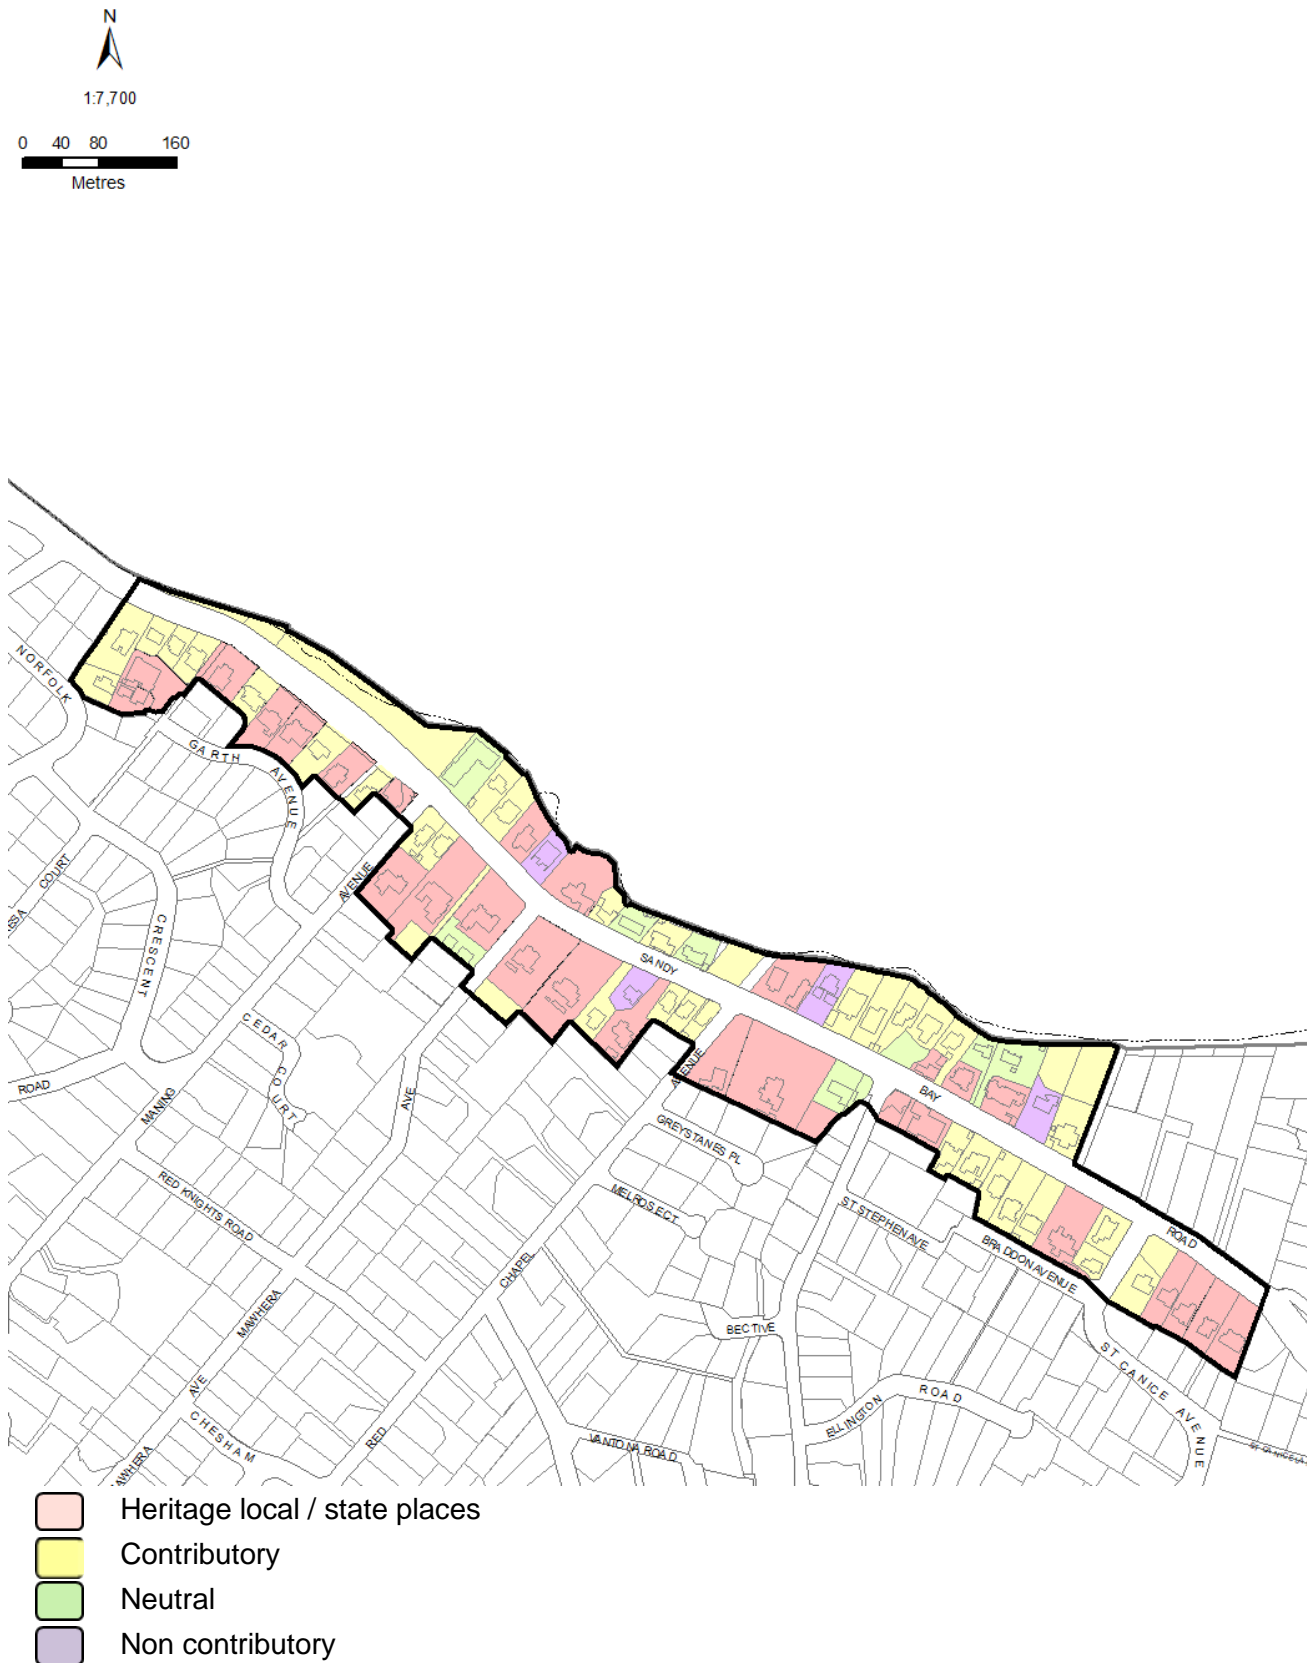 N
1:7,700
0 40 80 160
Metres
NORFOLK
GARTH
AVENUE
COURT
AVENUE
CRESCENT
SANDY
CEDAR
COURT
ROAD
MANING
AVE
AVENUE
BAY
GREYSTANES PL
RED KNIGHTS ROAD
MELROSE CT
ST STEPHEN AVE
BRADDON AVENUE
ROAD
CHAPEL
MAWHERA
AVE
BECTIVE
ST CANICE AVENUE
ELLINGTON
ROAD
CHESHAM
RED
VANTONA ROAD
Heritage local / state places
Contributory
Neutral
Non contributory